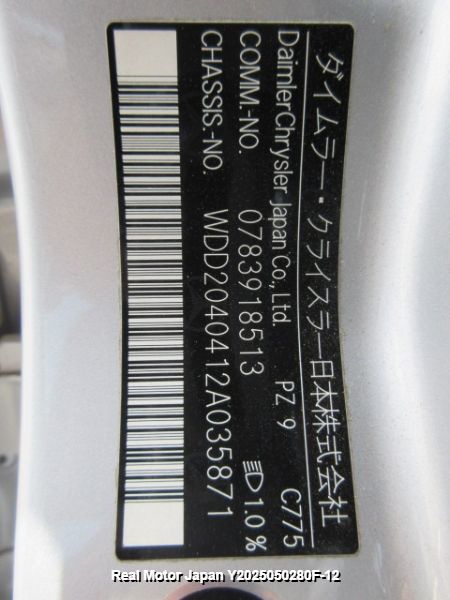 ダイムラー・クライスラー日本株式会社
DaimlerChrysler Japan Co., Ltd. PZ 9 C775
COMM.-NO. 0783918513 1.0 %
CHASSIS.-NO. WDD2040412A035871
Real Motor Japan Y2025050280F-12